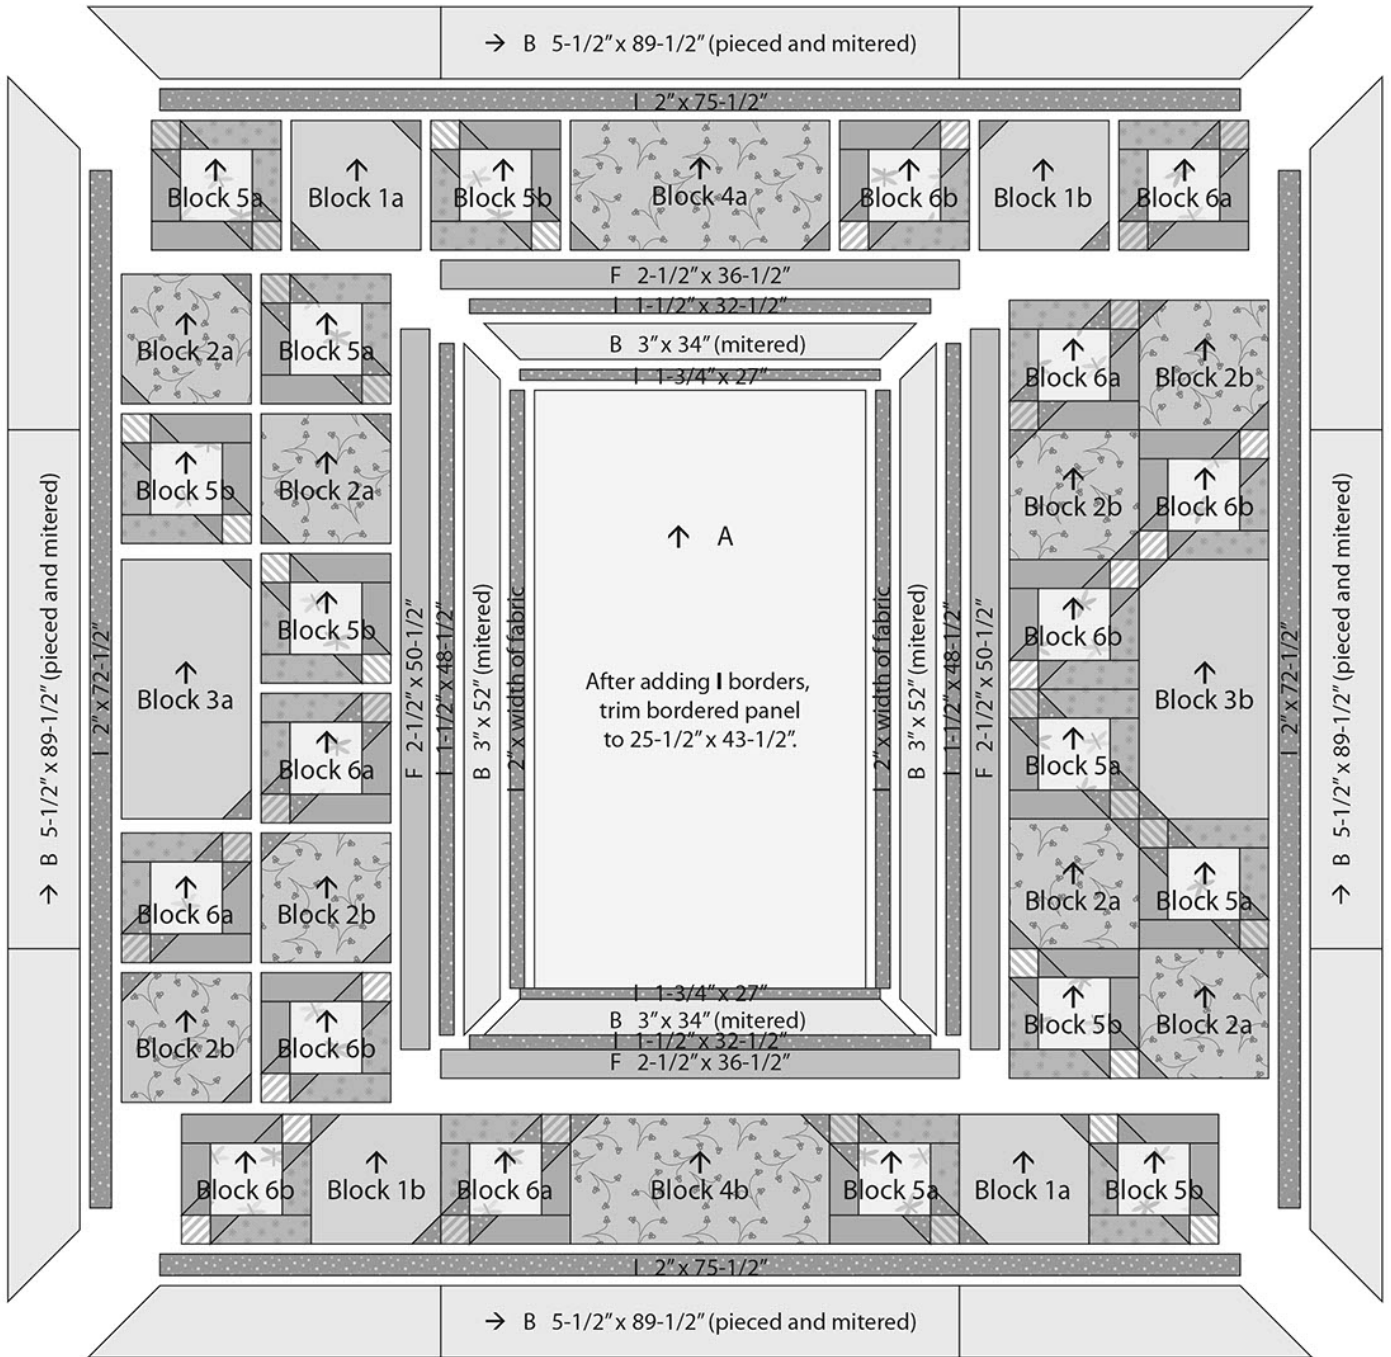 → B 5-1/2” x 89-1/2” (pieced and mitered)
I 2” x 75-1/2”
Block 5a
Block 1a
Block 5b
Block 4a
Block 6b
Block 1b
Block 6a
F 2-1/2” x 36-1/2”
I 1-1/2” x 32-1/2”
B 3” x 34” (mitered)
I 1-3/4” x 27”
→ B 5-1/2” x 89-1/2” (pieced and mitered)
I 2” x 72-1/2”
Block 2a
Block 5a
Block 5b
Block 2a
Block 3a
Block 5b
Block 6a
Block 6a
Block 2b
Block 2b
Block 6b
F 2-1/2” x 50-1/2”
I 1-1/2” x 48-1/2”
B 3” x 52” (mitered)
I 2” x width of fabric
↑ A
After adding I borders,
trim bordered panel
to 25-1/2” x 43-1/2”.
I 2” x width of fabric
B 3” x 52” (mitered)
I 1-1/2” x 48-1/2”
F 2-1/2” x 50-1/2”
Block 6a
Block 2b
Block 2b
Block 6b
Block 6b
Block 3b
Block 5a
Block 2a
Block 5a
Block 5b
Block 2a
I 2” x 72-1/2”
→ B 5-1/2” x 89-1/2” (pieced and mitered)
I 1-3/4” x 27”
B 3” x 34” (mitered)
I 1-1/2” x 32-1/2”
F 2-1/2” x 36-1/2”
Block 6b
Block 1b
Block 6a
Block 4b
Block 5a
Block 1a
Block 5b
I 2” x 75-1/2”
→ B 5-1/2” x 89-1/2” (pieced and mitered)